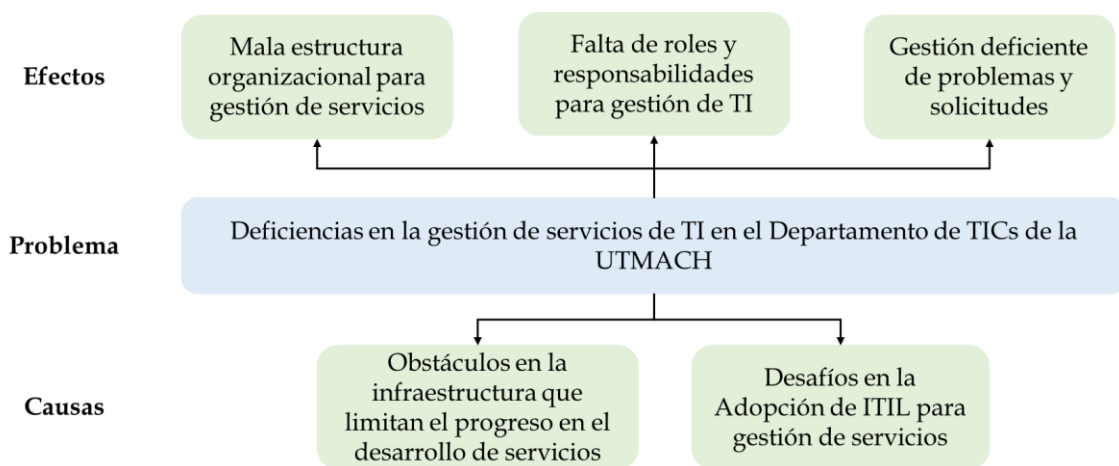 Efectos
Mala estructura
organizacional para
gestión de servicios
Falta de roles y
responsabilidades
para gestión de TI
Gestión deficiente
de problemas y
solicitudes
Problema
Deficiencias en la gestión de servicios de TI en el Departamento de TICs de la
UTMACH
Causas
Obstáculos en la
infraestructura que
limitan el progreso en el
desarrollo de servicios
Desafíos en la
Adopción de ITIL para
gestión de servicios